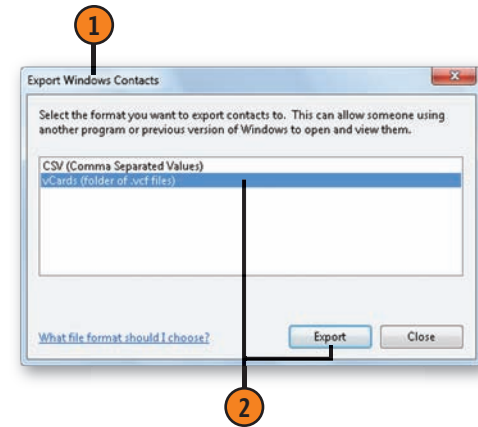 1
Export Windows Contacts
Select the format you want to export contacts to. This can allow someone using
another program or previous version of Windows to open and view them.
CSV (Comma Separated Values)
vCards (folder of .vcf files)
What file format should I choose?
Export
Close
2